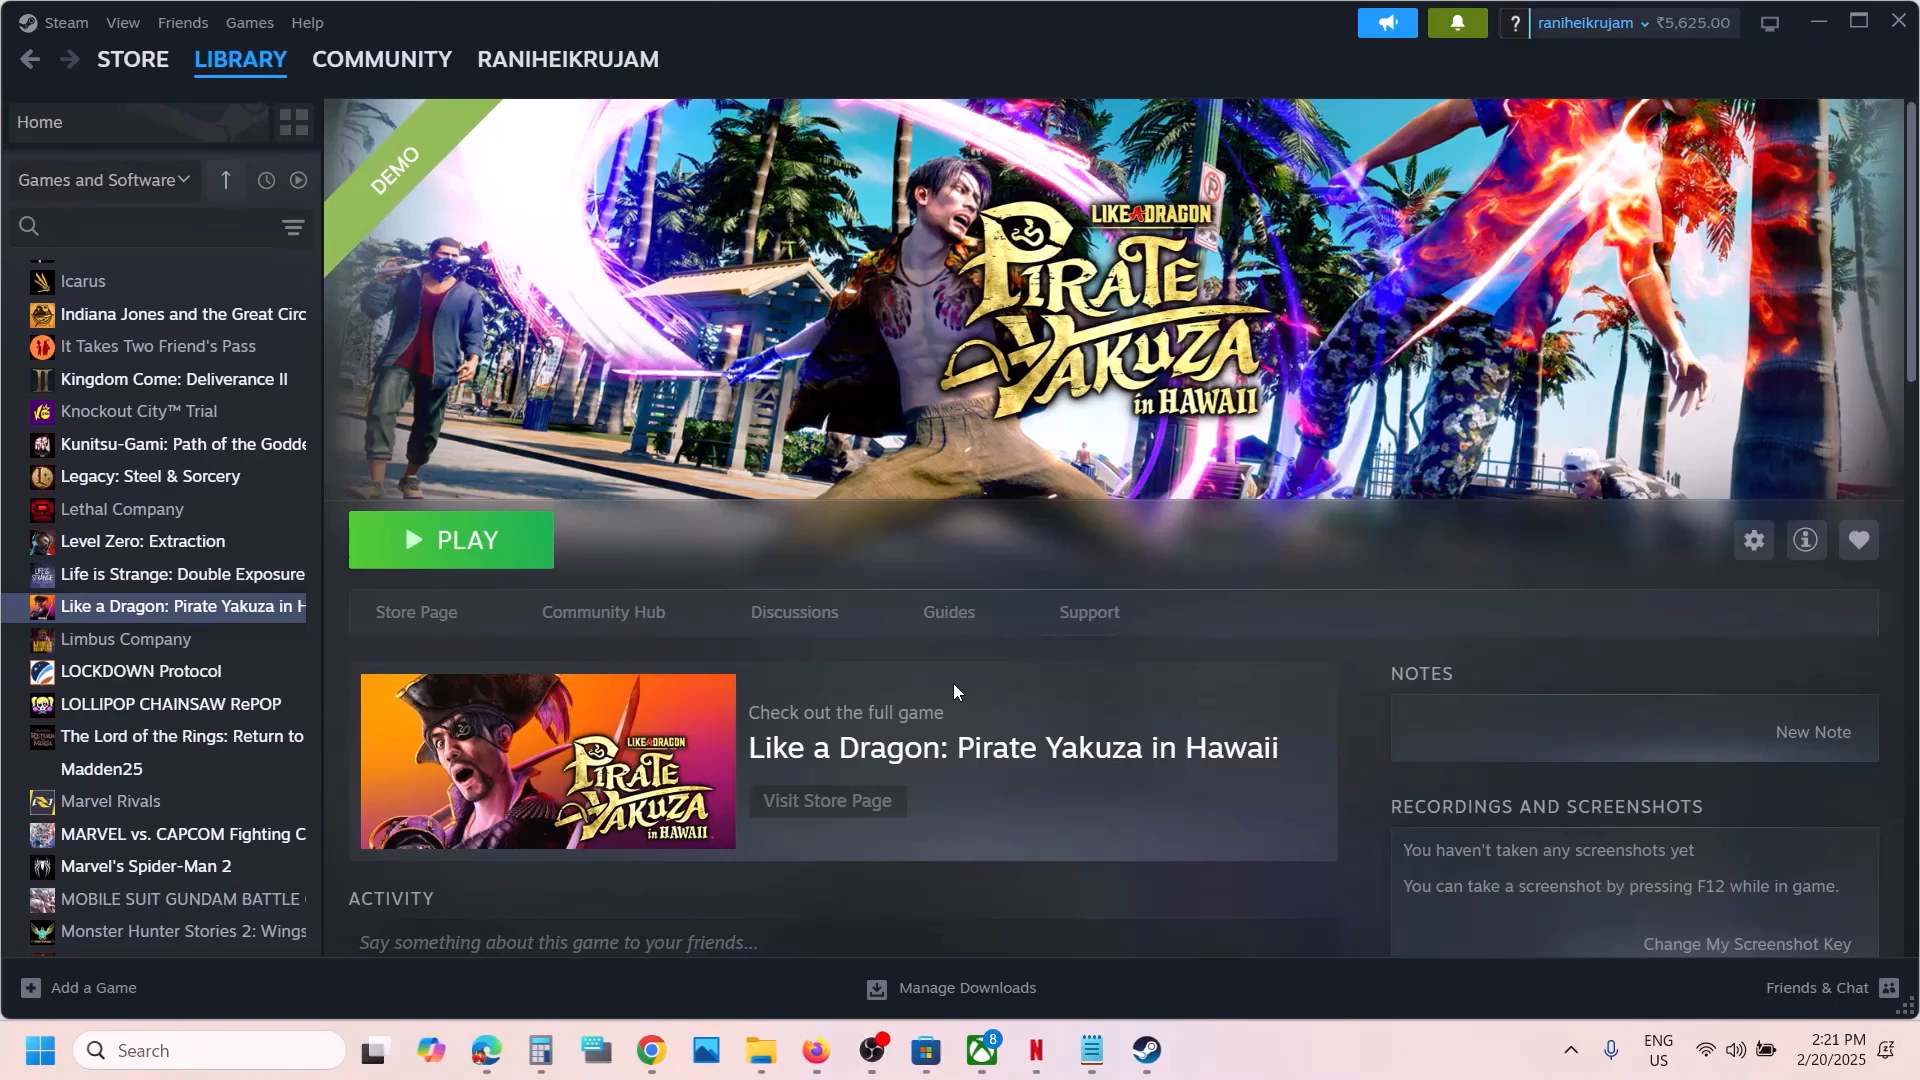 Steam View Friends Games Help
? raniheikrujam ₹5,625.00
STORE LIBRARY COMMUNITY RANIHEIKRUJAM
Home
Games and Software
Icarus
Indiana Jones and the Great Circ
It Takes Two Friend's Pass
Kingdom Come: Deliverance II
Knockout City™ Trial
Kunitsu-Gami: Path of the Godde
Legacy: Steel & Sorcery
Lethal Company
Level Zero: Extraction
Life is Strange: Double Exposure
Like a Dragon: Pirate Yakuza in H
Limbus Company
LOCKDOWN Protocol
LOLLIPOP CHAINSAW RePOP
The Lord of the Rings: Return to
Madden25
Marvel Rivals
MARVEL vs. CAPCOM Fighting C
Marvel's Spider-Man 2
MOBILE SUIT GUNDAM BATTLE
Monster Hunter Stories 2: Wings
DEMO
LIKE A DRAGON
PIRATE
YAKUZA
in HAWAII
PLAY
Store Page Community Hub Discussions Guides Support
LIKE A DRAGON
PIRATE
YAKUZA
in HAWAII
Check out the full game
Like a Dragon: Pirate Yakuza in Hawaii
Visit Store Page
ACTIVITY
Say something about this game to your friends...
NOTES
New Note
RECORDINGS AND SCREENSHOTS
You haven't taken any screenshots yet
You can take a screenshot by pressing F12 while in game.
Change My Screenshot Key
Add a Game
Manage Downloads
Friends & Chat
Search
8
ENG
US
2:21 PM
2/20/2025